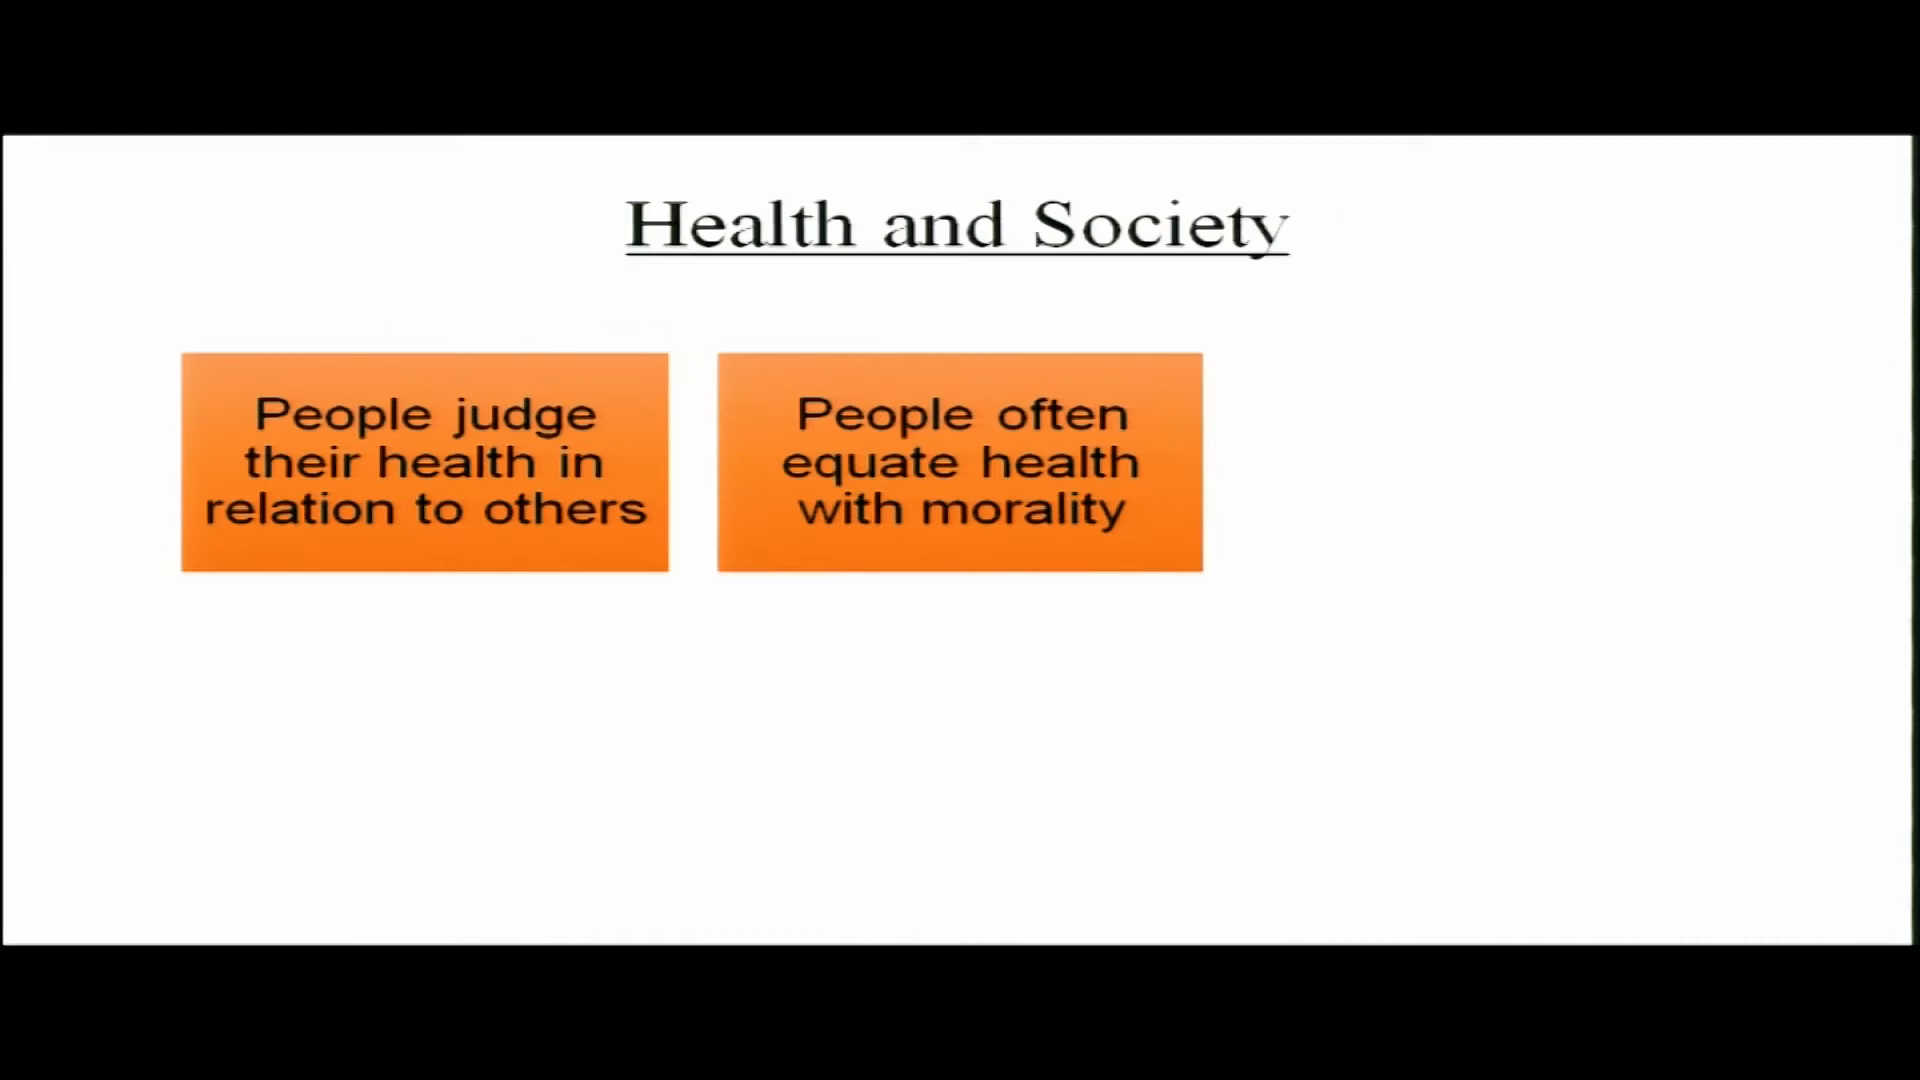 Health and Society
People judge
their health in
relation to others
People often
equate health
with morality